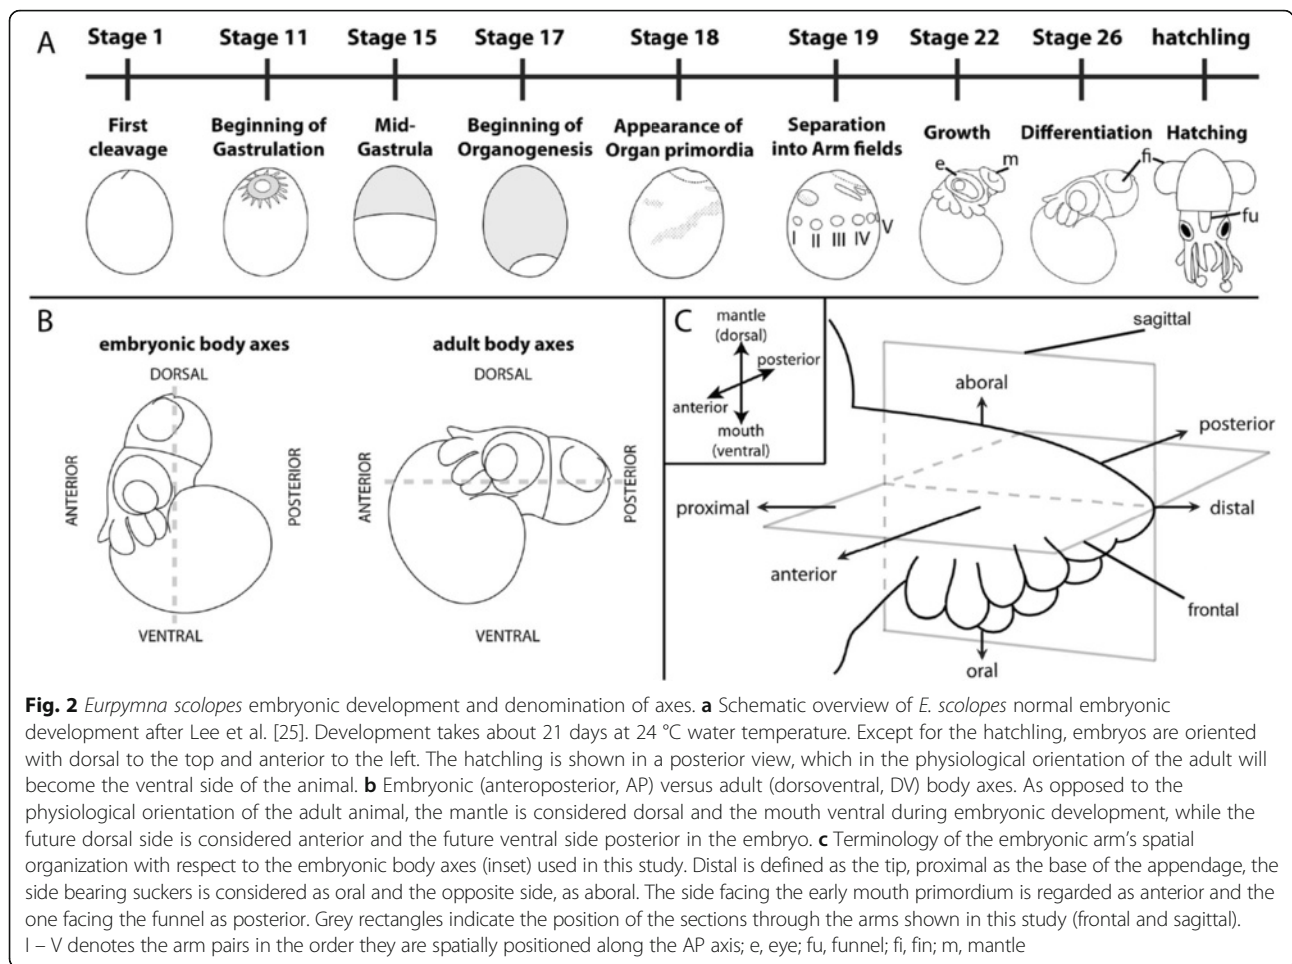 A
Stage 1 Stage 11 Stage 15 Stage 17 Stage 18 Stage 19 Stage 22 Stage 26 hatchling
First cleavage
Beginning of Gastrulation
Mid-Gastrula
Beginning of Organogenesis
Appearance of Organ primordia
Separation into Arm fields
Growth
Differentiation
Hatching
e
m
fi
fu
I
II
III
IV
V
B
embryonic body axes
DORSAL
ANTERIOR
POSTERIOR
VENTRAL
adult body axes
DORSAL
ANTERIOR
POSTERIOR
VENTRAL
C
mantle
(dorsal)
posterior
anterior
mouth
(ventral)
sagittal
aboral
posterior
proximal
distal
anterior
frontal
oral
Fig. 2 Eurpymna scolopes embryonic development and denomination of axes. a Schematic overview of E. scolopes normal embryonic
development after Lee et al. [25]. Development takes about 21 days at 24 °C water temperature. Except for the hatchling, embryos are oriented
with dorsal to the top and anterior to the left. The hatchling is shown in a posterior view, which in the physiological orientation of the adult will
become the ventral side of the animal. b Embryonic (anteroposterior, AP) versus adult (dorsoventral, DV) body axes. As opposed to the
physiological orientation of the adult animal, the mantle is considered dorsal and the mouth ventral during embryonic development, while the
future dorsal side is considered anterior and the future ventral side posterior in the embryo. c Terminology of the embryonic arm's spatial
organization with respect to the embryonic body axes (inset) used in this study. Distal is defined as the tip, proximal as the base of the appendage, the
side bearing suckers is considered as oral and the opposite side, as aboral. The side facing the early mouth primordium is regarded as anterior and the
one facing the funnel as posterior. Grey rectangles indicate the position of the sections through the arms shown in this study (frontal and sagittal).
I – V denotes the arm pairs in the order they are spatially positioned along the AP axis; e, eye; fu, funnel; fi, fin; m, mantle